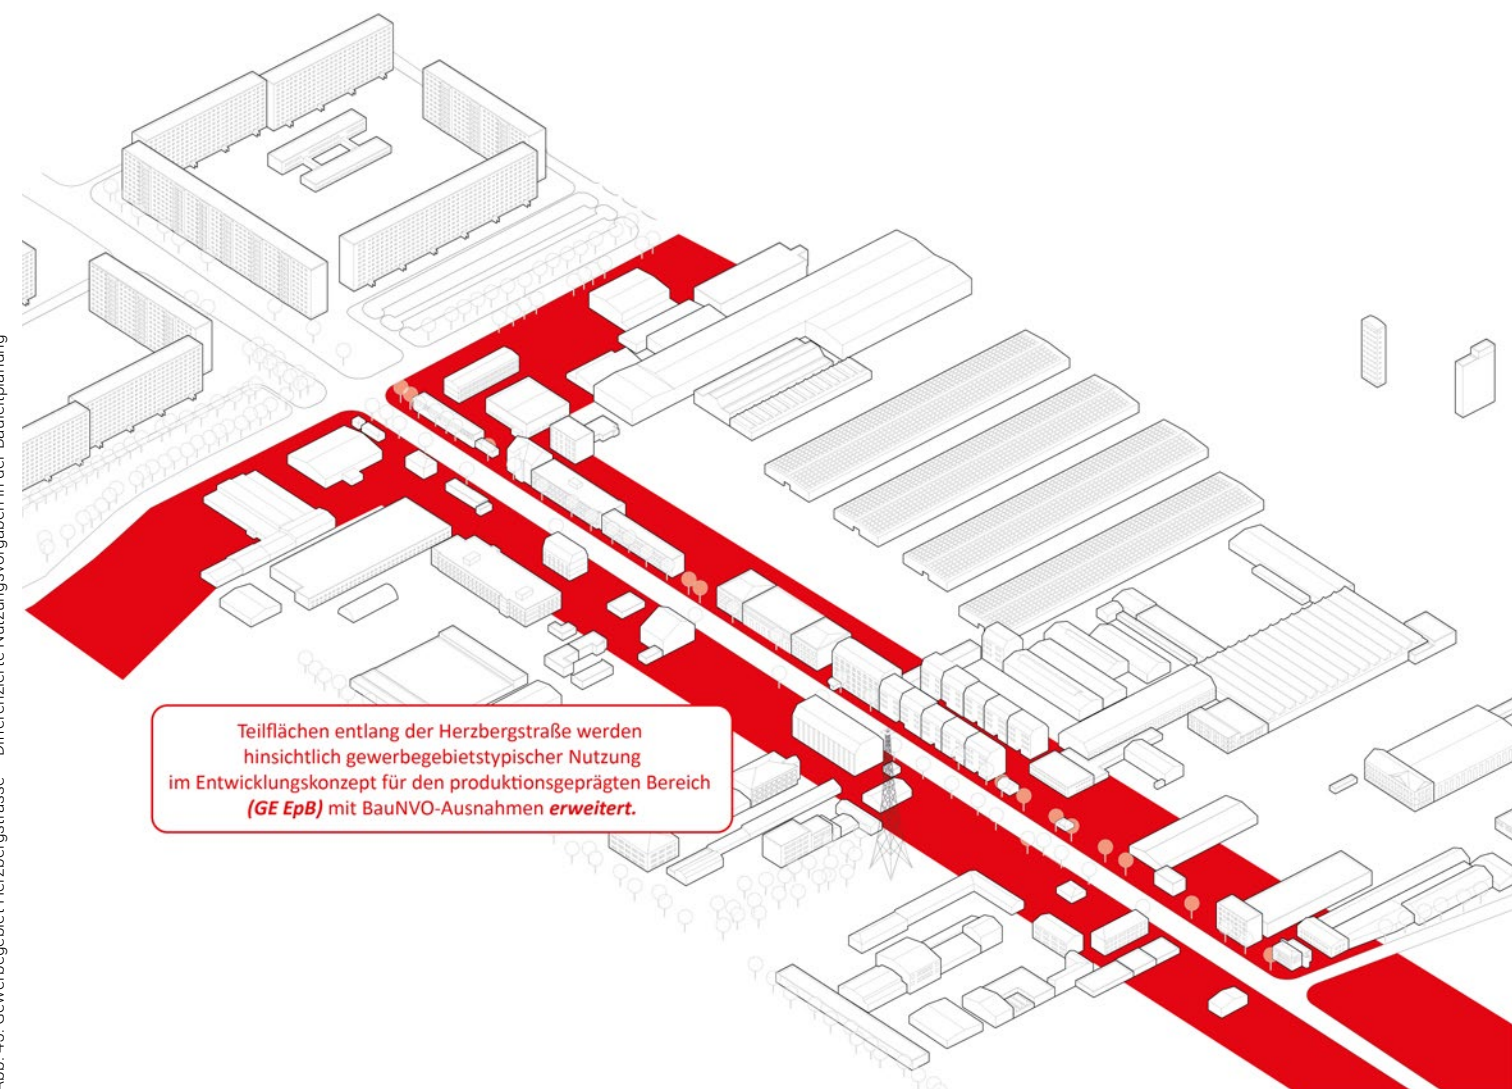 Teilflächen entlang der Herzbergstraße werden
hinsichtlich gewerbegebietstypischer Nutzung
im Entwicklungskonzept für den produktionsgeprägten Bereich
(GE EpB) mit BauNVO-Ausnahmen erweitert.
Gewerbegebiet Herzbergstrasse – Differenzierte Nutzungsvorgaben in der Bauleitplanung